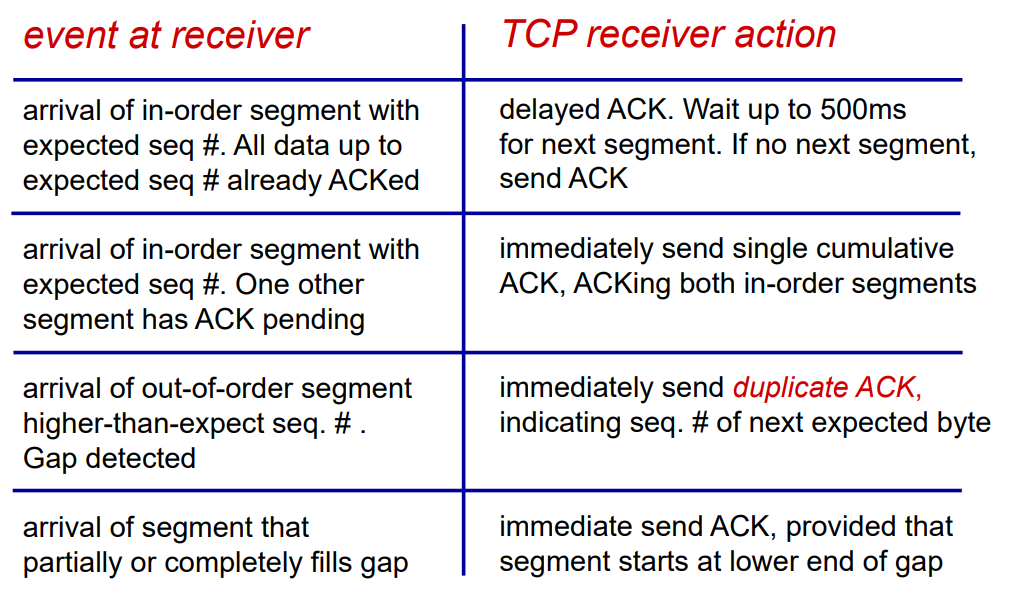 event at receiver
TCP receiver action
arrival of in-order segment with
expected seq #. All data up to
expected seq # already ACKed
delayed ACK. Wait up to 500ms
for next segment. If no next segment,
send ACK
arrival of in-order segment with
expected seq #. One other
segment has ACK pending
immediately send single cumulative
ACK, ACKing both in-order segments
arrival of out-of-order segment
higher-than-expect seq. # .
Gap detected
immediately send duplicate ACK,
indicating seq. # of next expected byte
arrival of segment that
partially or completely fills gap
immediate send ACK, provided that
segment starts at lower end of gap